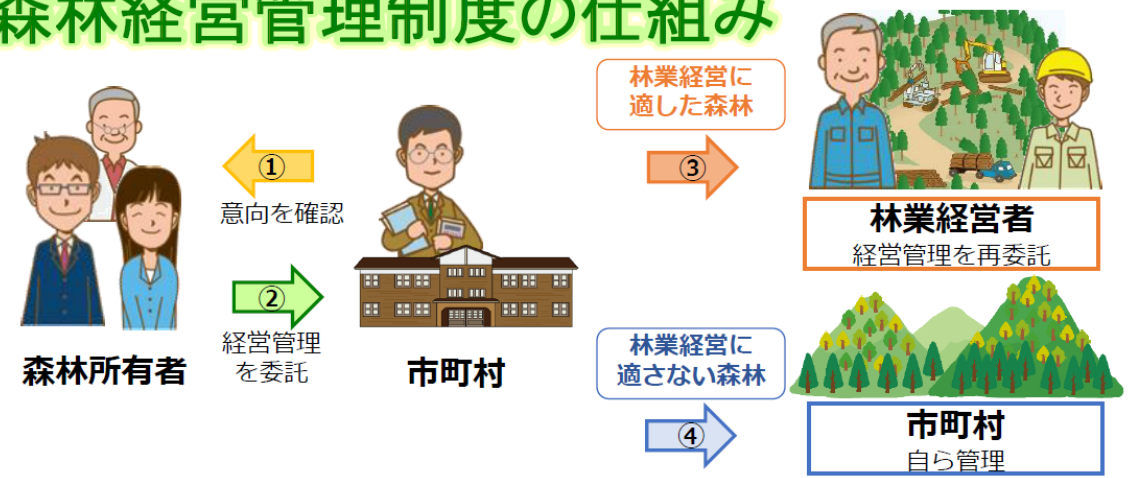 森林経営管理制度の仕組み
①
意向を確認
②
経営管理
を委託
森林所有者
市町村
林業経営に
適した森林
③
林業経営者
経営管理を再委託
林業経営に
適さない森林
④
市町村
自ら管理